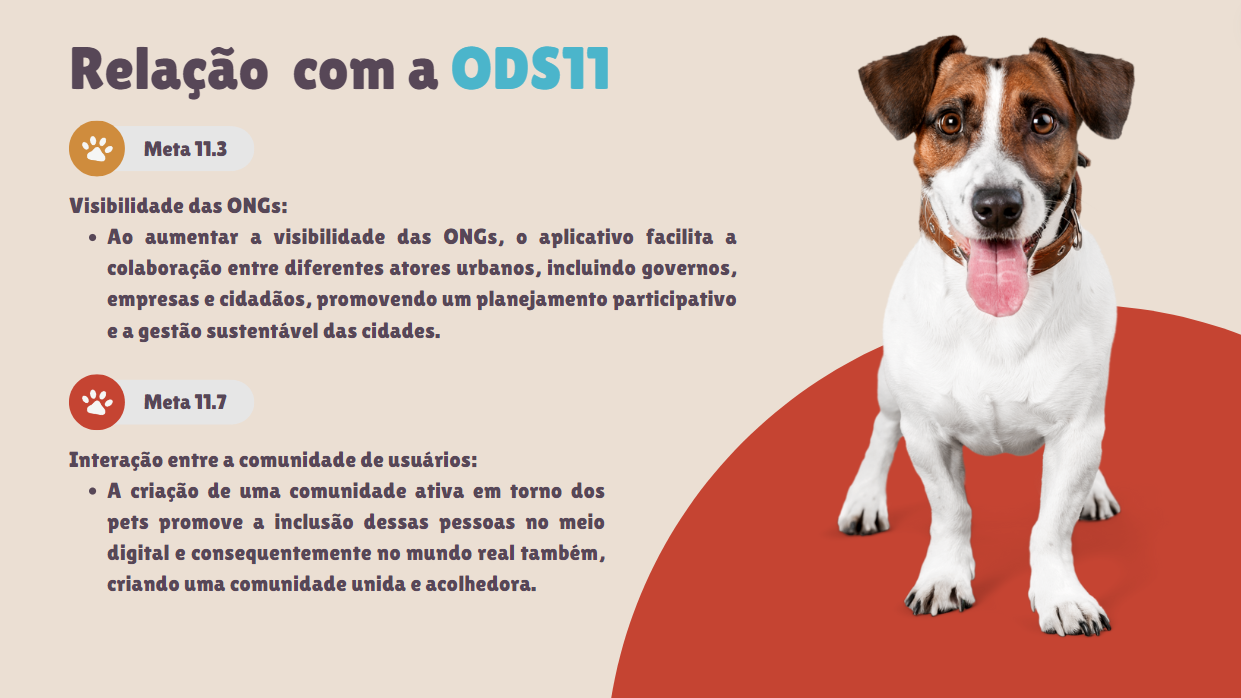 Relação com a ODS11
Meta 11.3
Visibilidade das ONGs:
• Ao aumentar a visibilidade das ONGs, o aplicativo facilita a
colaboração entre diferentes atores urbanos, incluindo governos,
empresas e cidadãos, promovendo um planejamento participativo
e a gestão sustentável das cidades.
Meta 11.7
Interação entre a comunidade de usuários:
• A criação de uma comunidade ativa em torno dos
pets promove a inclusão dessas pessoas no meio
digital e consequentemente no mundo real também,
criando uma comunidade unida e acolhedora.